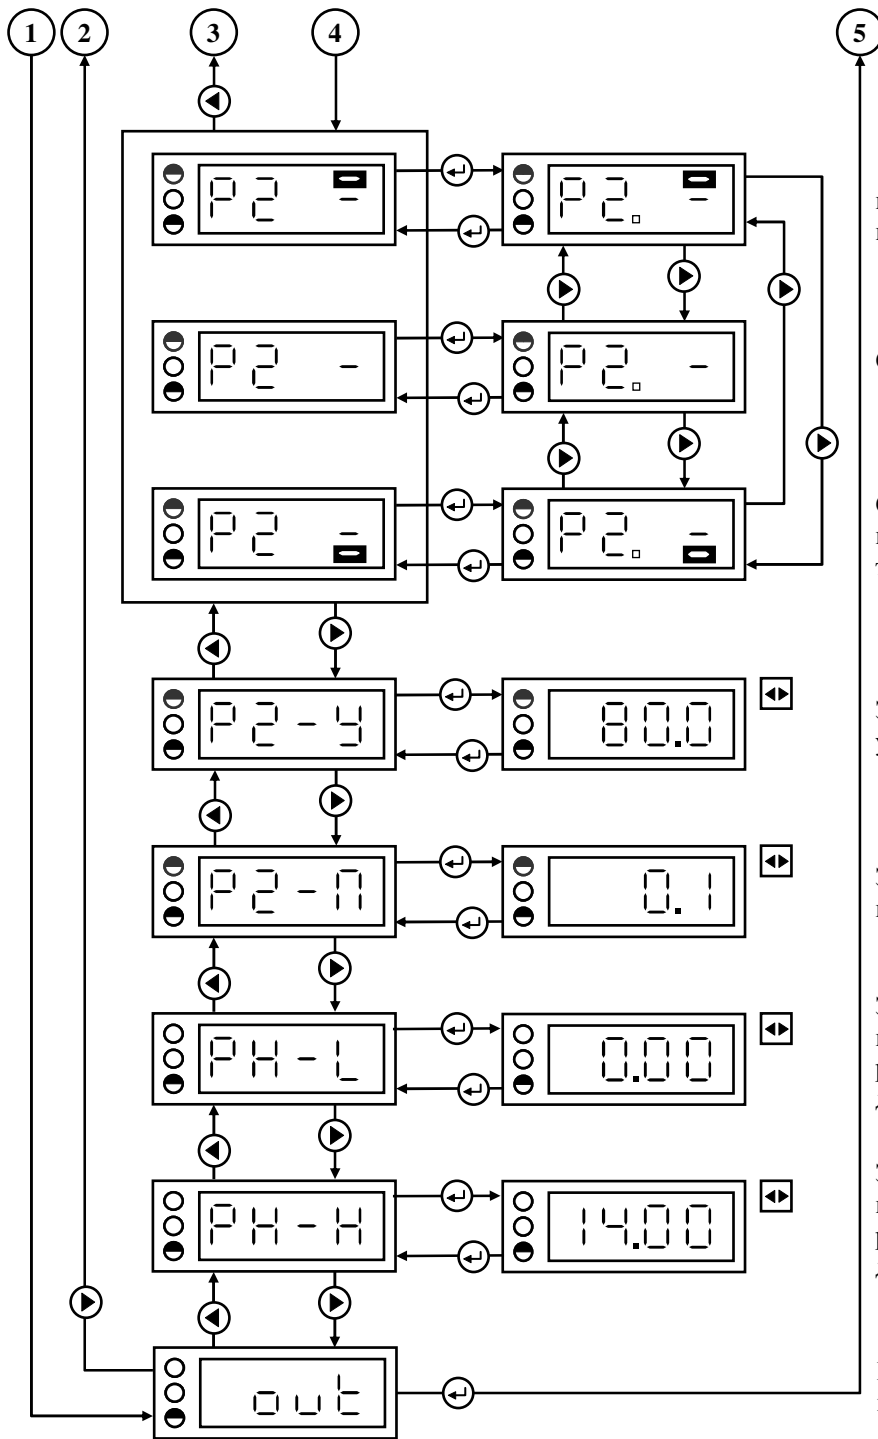 1 2 3 4 5
P2 - P2. -
P2 - P2. -
P2 - P2. -
P2-У 80.0
P2-П 0.1
PH-L 0.00
PH-H 14.00
out